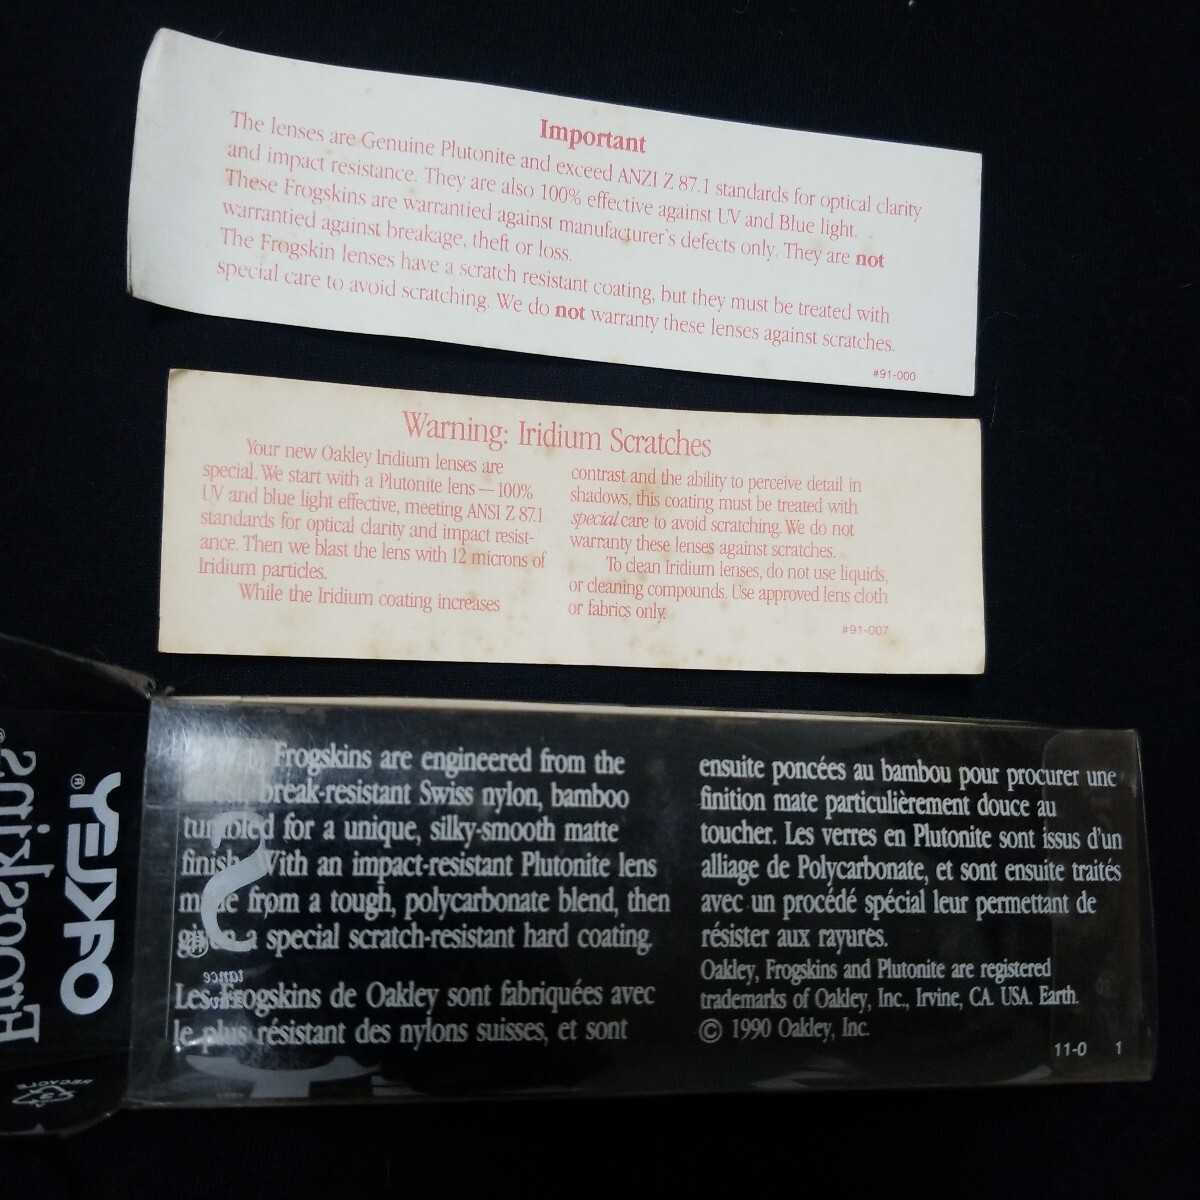 Important
The lenses are Genuine Plutonite and exceed ANZI Z 87.1 standards for optical clarity
and impact resistance. They are also 100% effective against UV and Blue light.
These Frogskins are warrantied against manufacturer's defects only. They are not
warrantied against breakage, theft or loss.
The Frogskin lenses have a scratch resistant coating, but they must be treated with
special care to avoid scratching. We do not warranty these lenses against scratches.
#91-000
Warning: Iridium Scratches
Your new Oakley Iridium lenses are
special. We start with a Plutonite lens — 100%
UV and blue light effective, meeting ANSI Z 87.1
standards for optical clarity and impact resist-
ance. Then we blast the lens with 12 microns of
Iridium particles.
While the Iridium coating increases
contrast and the ability to perceive detail in
shadows, this coating must be treated with
special care to avoid scratching. We do not
warranty these lenses against scratches.
To clean Iridium lenses, do not use liquids,
or cleaning compounds. Use approved lens cloth
or fabrics only.
#91-007
Frogskins are engineered from the
break-resistant Swiss nylon, bamboo
tumbled for a unique, silky-smooth matte
finish. With an impact-resistant Plutonite lens
made from a tough, polycarbonate blend, then
given a special scratch-resistant hard coating.
Les Frogskins de Oakley sont fabriquées avec
le plus résistant des nylons suisses, et sont
ensuite poncées au bambou pour procurer une
finition mate particulièrement douce au
toucher. Les verres en Plutonite sont issus d'un
alliage de Polycarbonate, et sont ensuite traités
avec un procédé spécial leur permettant de
résister aux rayures.
Oakley, Frogskins and Plutonite are registered
trademarks of Oakley, Inc., Irvine, CA. USA. Earth.
© 1990 Oakley, Inc.
11-0 1
OAKLEY®
Frogskins®
RECYCLE